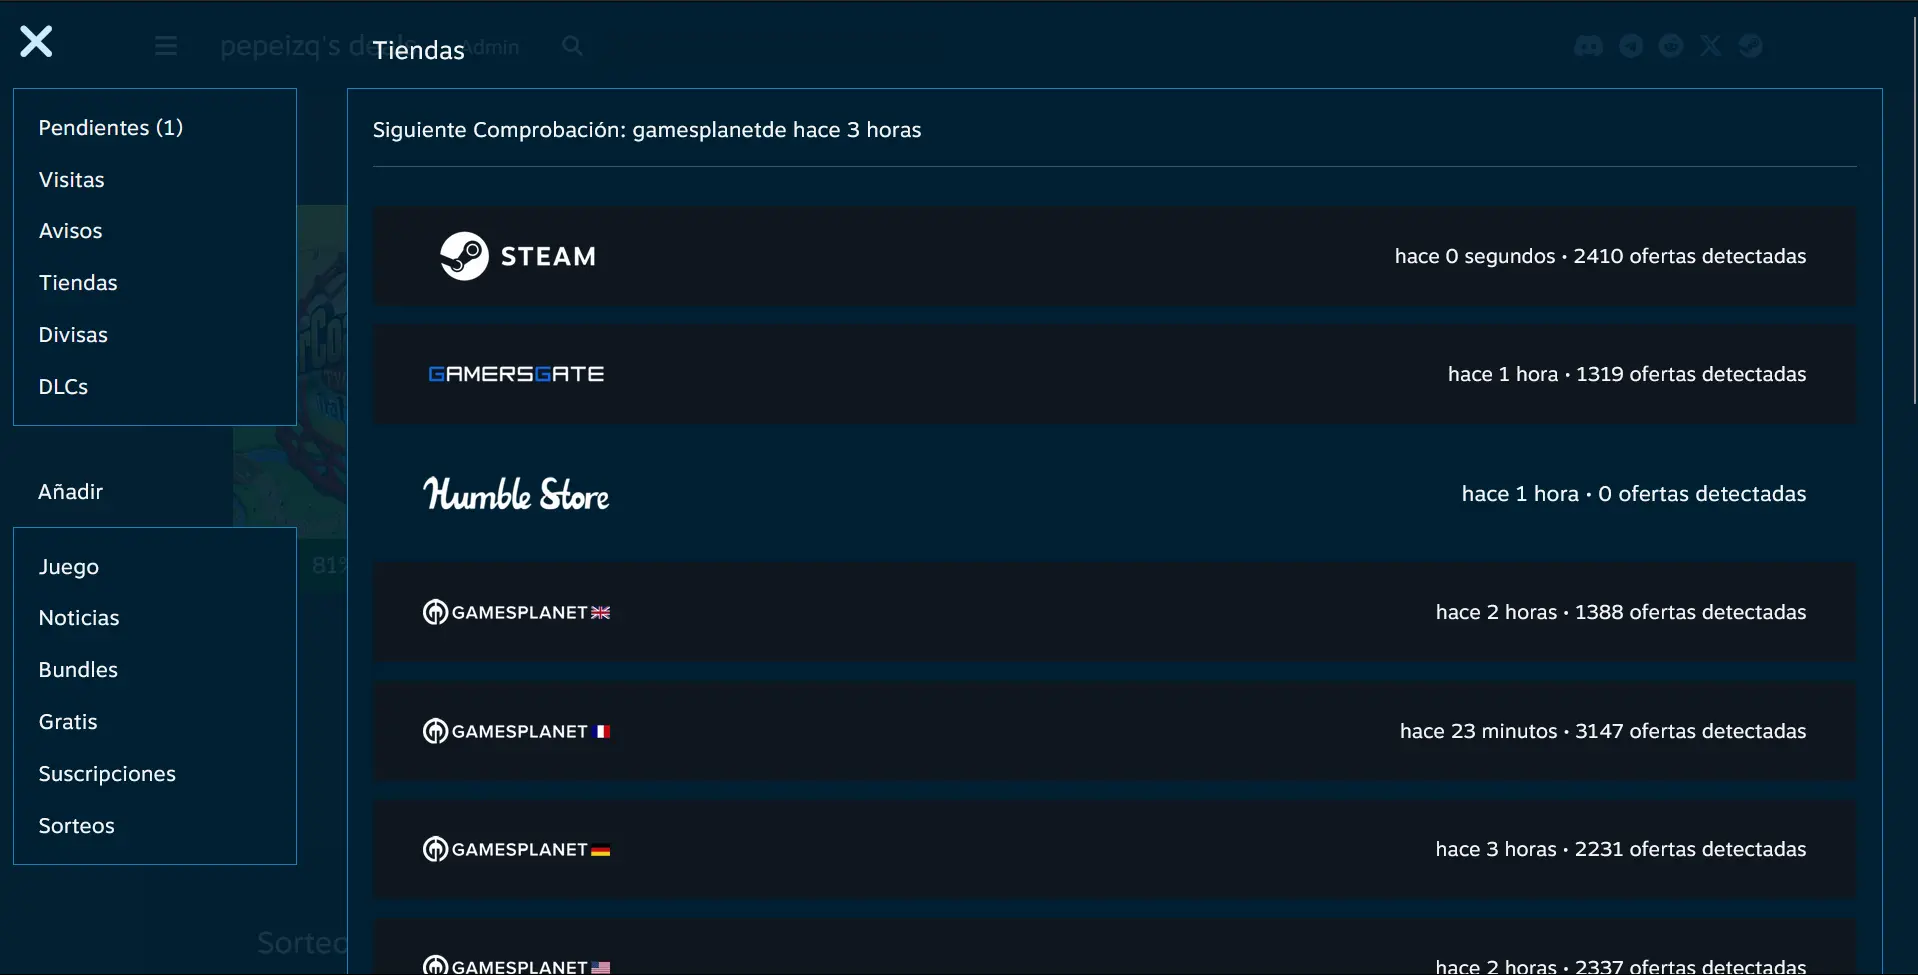 pepeizq's deals
Admin
Tiendas
Pendientes (1)
Visitas
Avisos
Tiendas
Divisas
DLCs
Añadir
Juego
Noticias
Bundles
Gratis
Suscripciones
Sorteos
Siguiente Comprobación: gamesplanetde hace 3 horas
STEAM
hace 0 segundos • 2410 ofertas detectadas
GAMERSGATE
hace 1 hora • 1319 ofertas detectadas
Humble Store
hace 1 hora • 0 ofertas detectadas
GAMESPLANET
hace 2 horas • 1388 ofertas detectadas
GAMESPLANET
hace 23 minutos • 3147 ofertas detectadas
GAMESPLANET
hace 3 horas • 2231 ofertas detectadas
GAMESPLANET
hace 2 horas • 2337 ofertas detectadas
81%
Sorteo